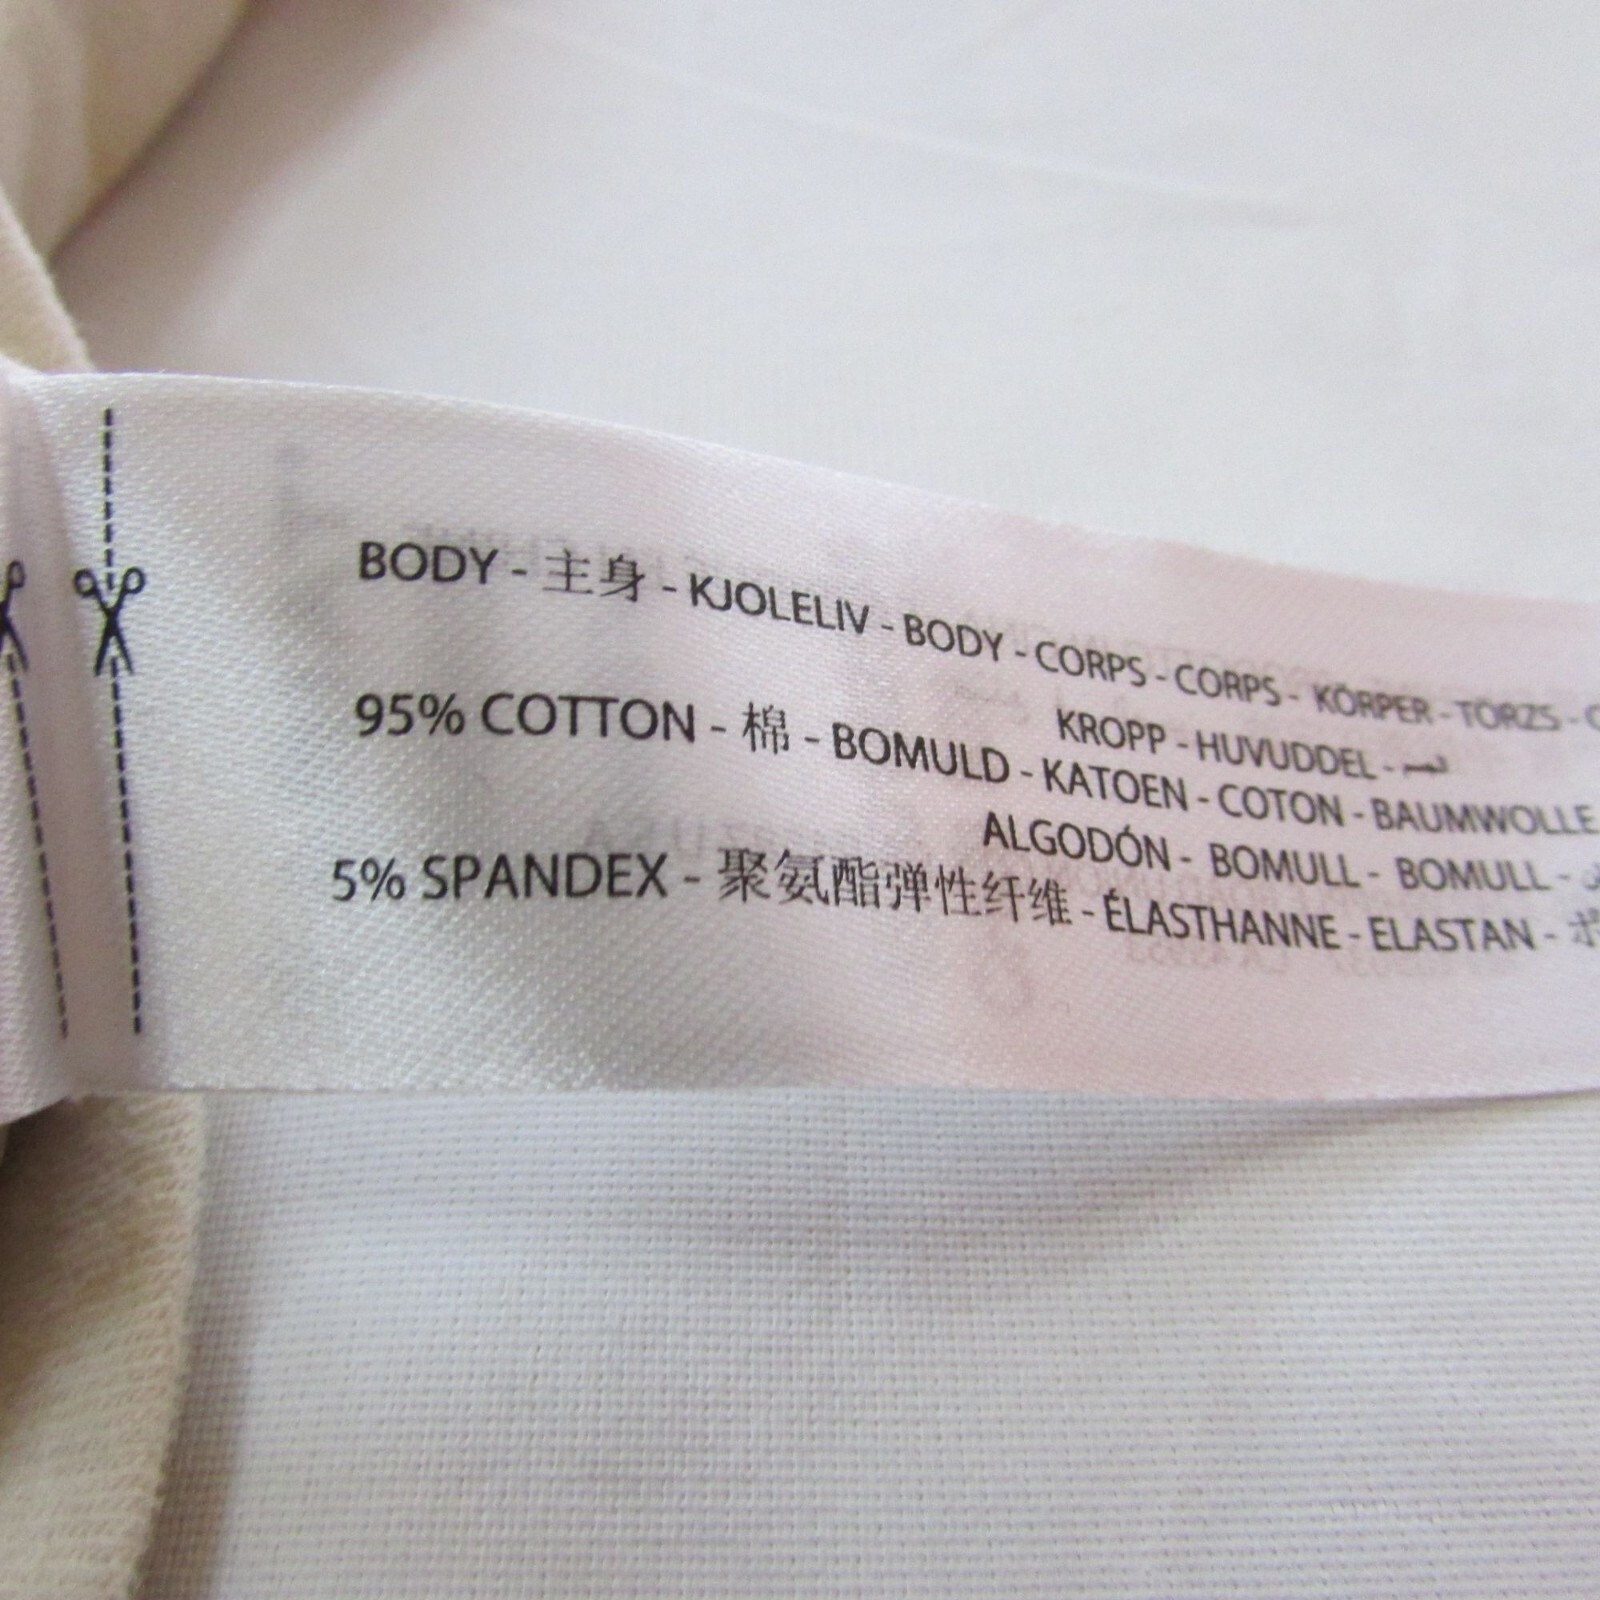 BODY - 主身 - KJOLELIV - BODY - CORPS - CORPS - KÖRPER - TÖRZS -
KROPP - HUVUDDEL -
95% COTTON - 棉 - BOMULD - KATOEN - COTON - BAUMWOLLE
ALGODÓN - BOMULL - BOMULL -
5% SPANDEX - 聚氨酯弹性纤维 - ÉLASTHANNE - ELASTAN -